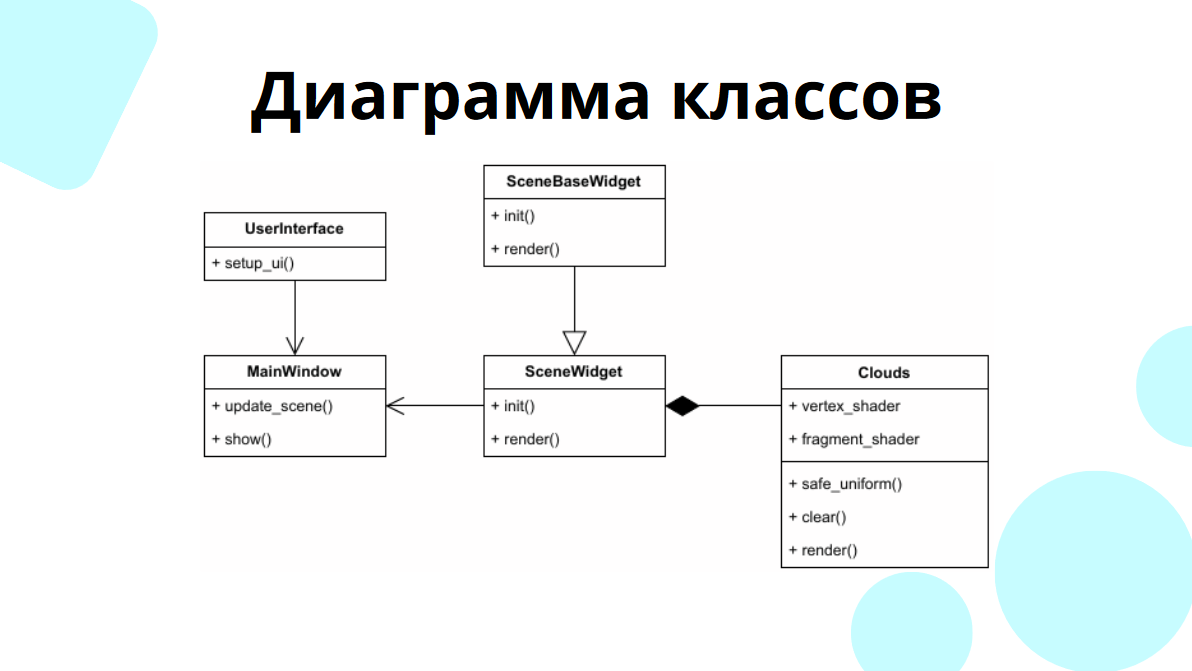 Диаграмма классов
SceneBaseWidget
+ init()
+ render()
UserInterface
+ setup_ui()
MainWindow
+ update_scene()
+ show()
SceneWidget
+ init()
+ render()
Clouds
+ vertex_shader
+ fragment_shader
+ safe_uniform()
+ clear()
+ render()